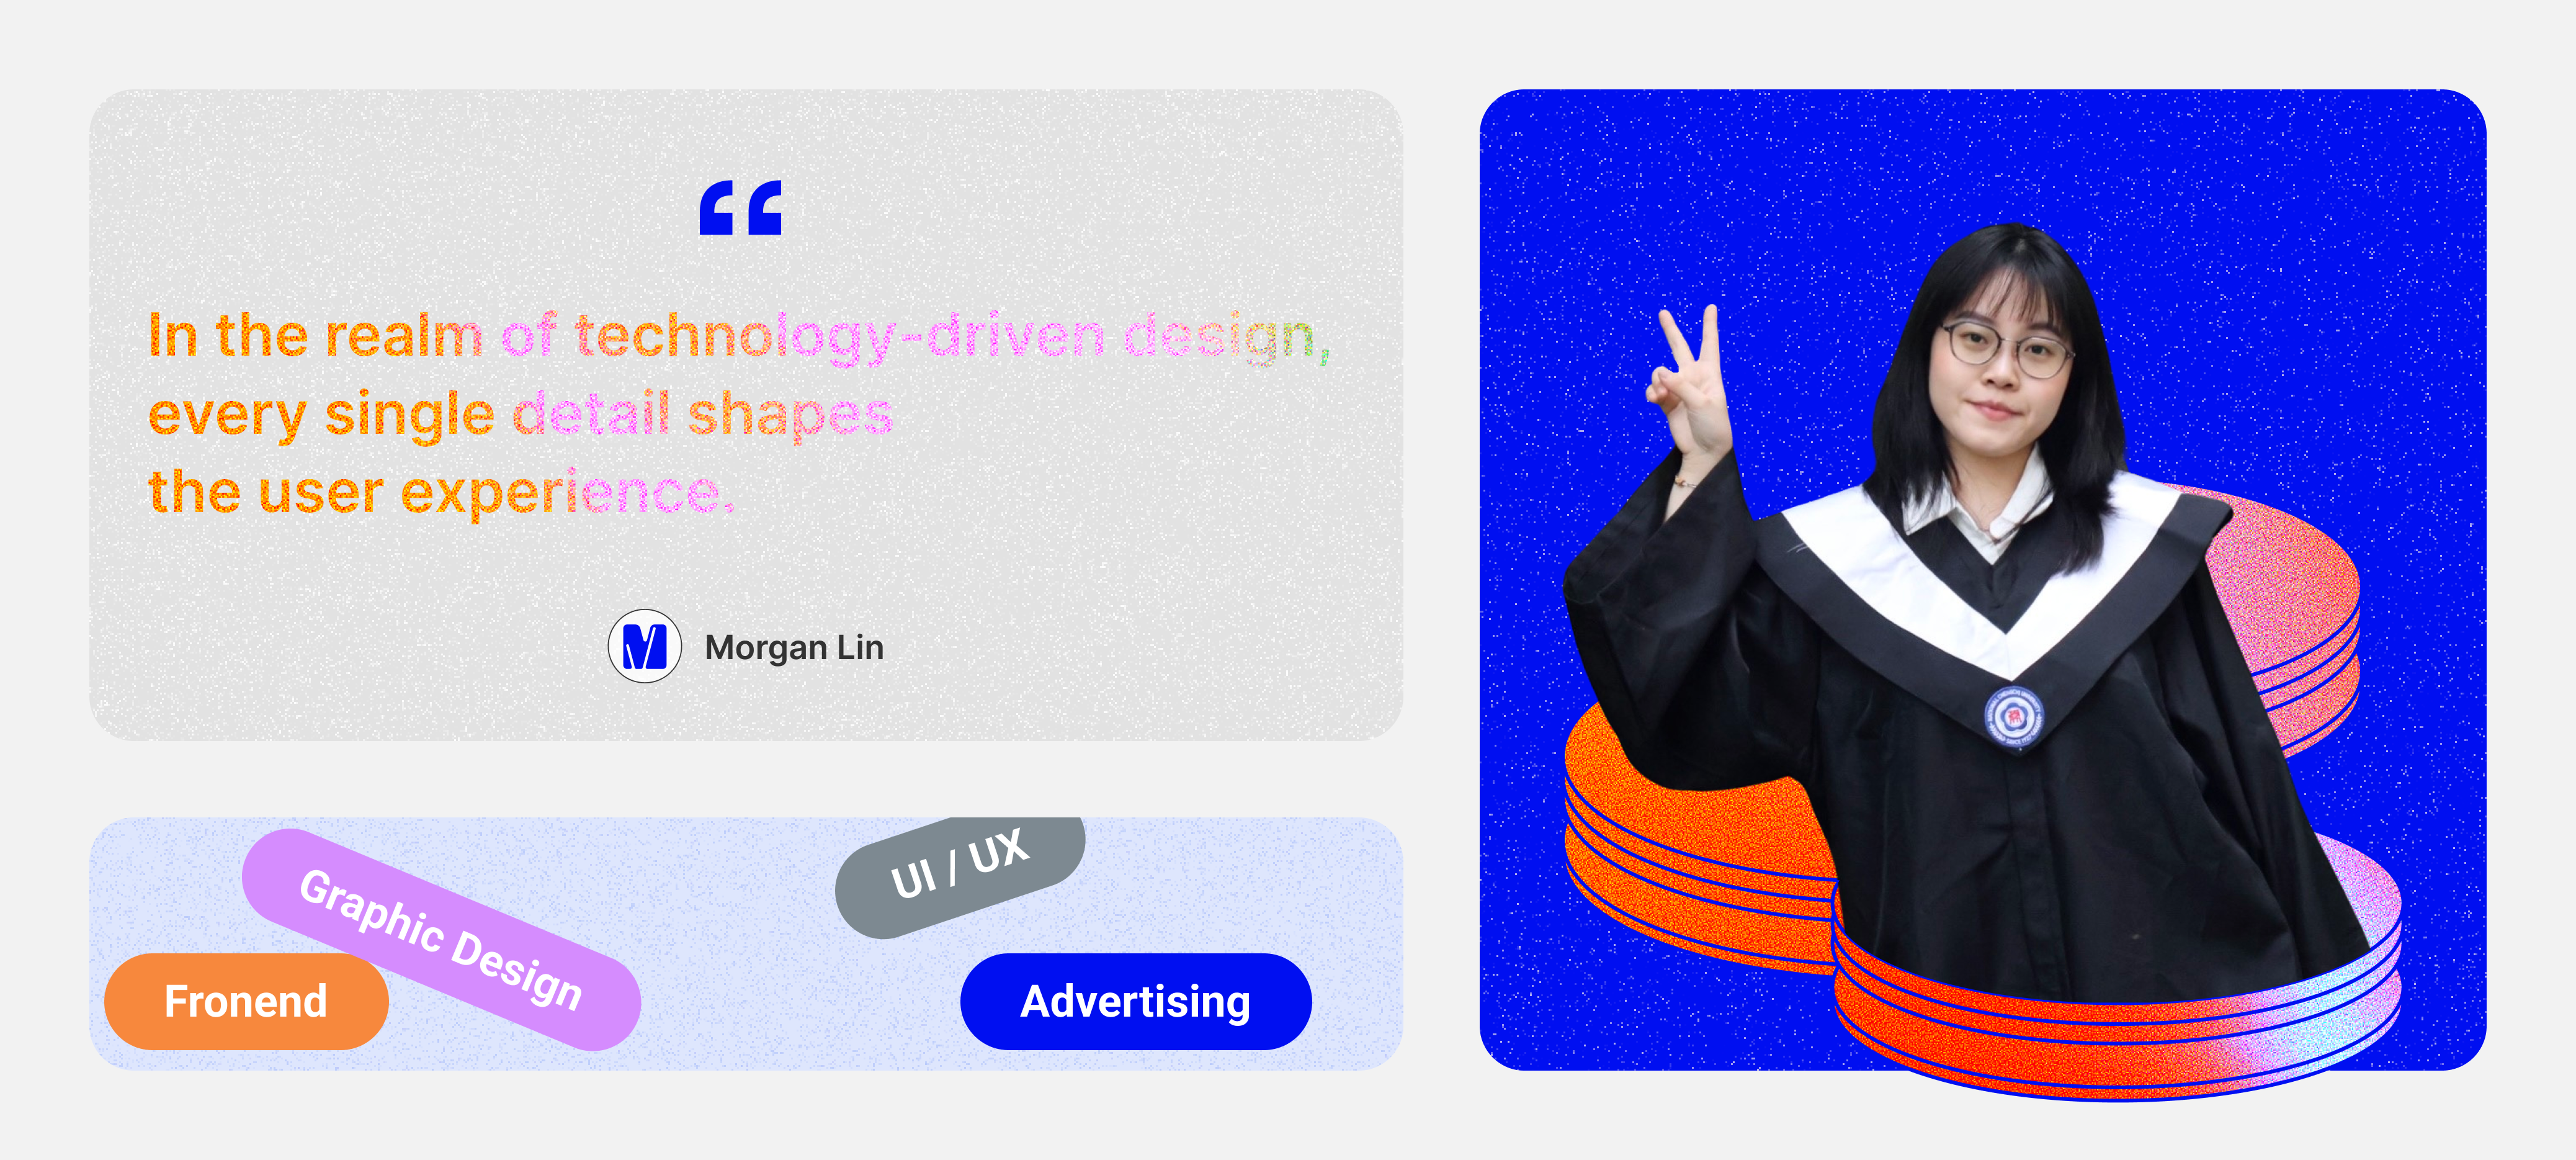 “
In the realm of technology-driven design,
every single detail shapes
the user experience.
Morgan Lin
Graphic Design
UI / UX
Fronend
Advertising